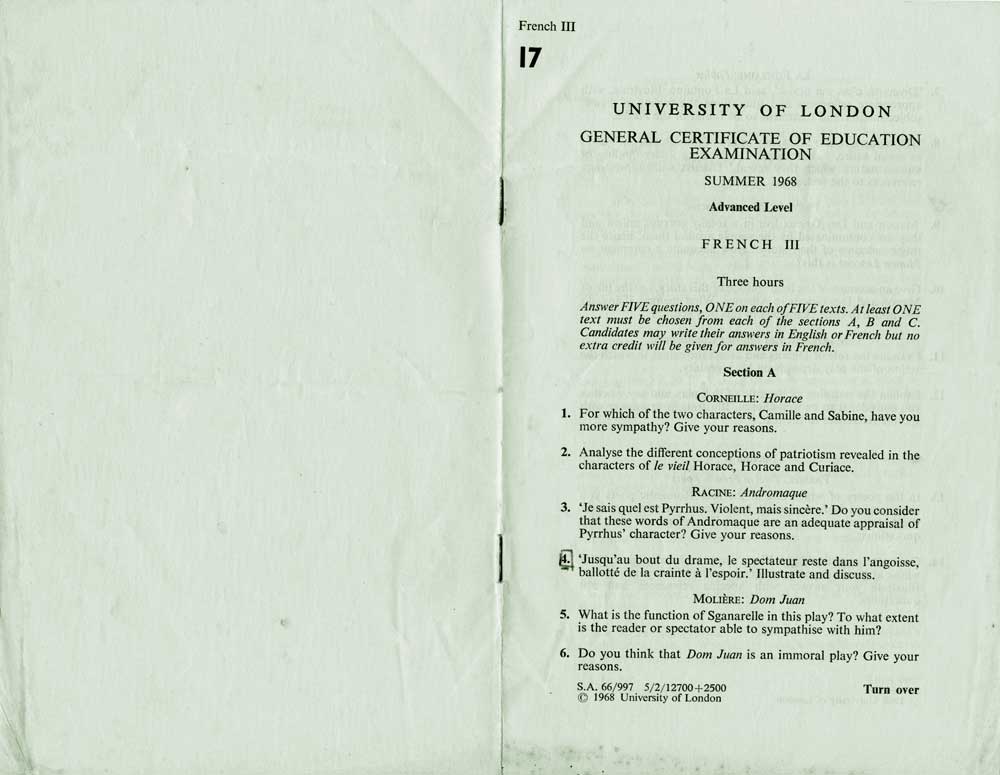 French III
17
UNIVERSITY OF LONDON
GENERAL CERTIFICATE OF EDUCATION
EXAMINATION
SUMMER 1968
Advanced Level
FRENCH III
Three hours
Answer FIVE questions, ONE on each of FIVE texts. At least ONE
text must be chosen from each of the sections A, B and C.
Candidates may write their answers in English or French but no
extra credit will be given for answers in French.
Section A
CORNEILLE: Horace
1. For which of the two characters, Camille and Sabine, have you
more sympathy? Give your reasons.
2. Analyse the different conceptions of patriotism revealed in the
characters of le vieil Horace, Horace and Curiace.
RACINE: Andromaque
3. ‘Je sais quel est Pyrrhus. Violent, mais sincère.’ Do you consider
that these words of Andromaque are an adequate appraisal of
Pyrrhus’ character? Give your reasons.
4. ‘Jusqu’au bout du drame, le spectateur reste dans l’angoisse,
ballotté de la crainte à l’espoir.’ Illustrate and discuss.
MOLIÈRE: Dom Juan
5. What is the function of Sganarelle in this play? To what extent
is the reader or spectator able to sympathise with him?
6. Do you think that Dom Juan is an immoral play? Give your
reasons.
S.A. 66/997 5/2/12700+2500
© 1968 University of London
Turn over